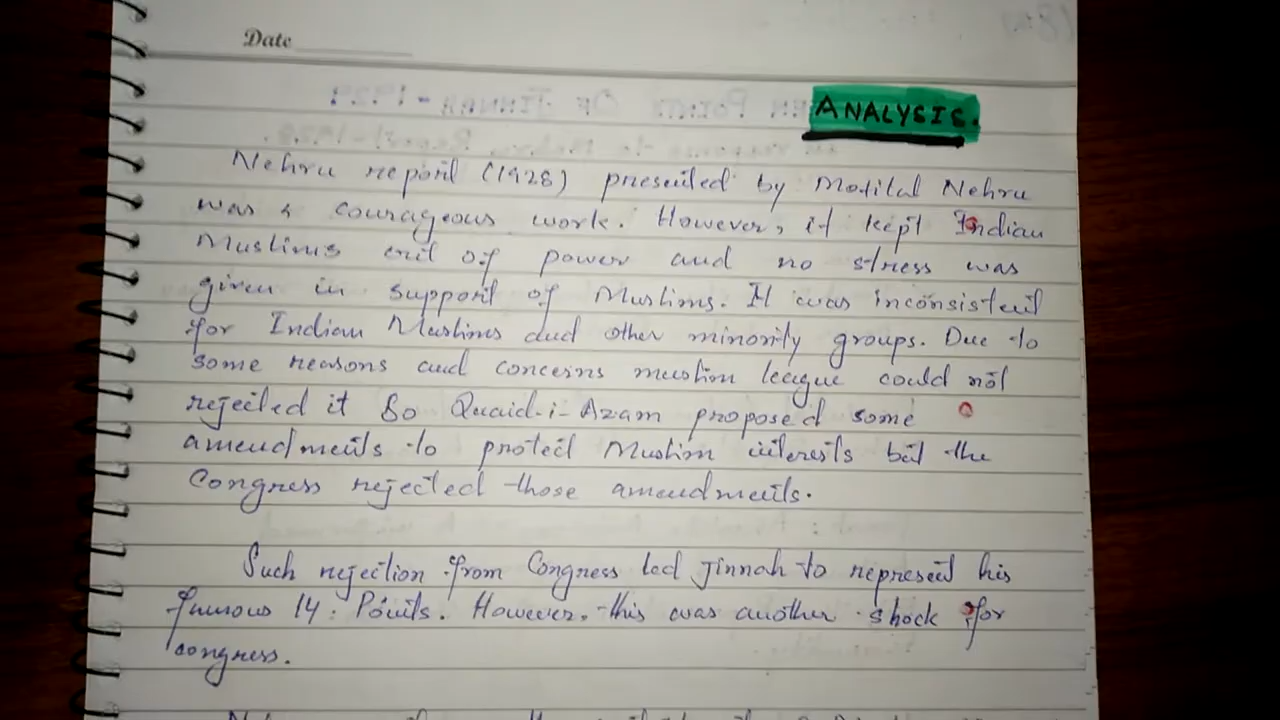 Date
ANALYSIS.
Nehru report (1928) presented by Motilal Nehru
was a courageous work. However, it kept Indian
Muslims out of power and no stress was
given in support of Muslims. It was inconsistent
for Indian Muslims and other minority groups. Due to
some reasons and concerns muslim league could not
rejected it So Quaid-i-Azam proposed some
amendments to protect Muslim interests but the
Congress rejected those amendments.
Such rejection from Congress led Jinnah to represent his
famous 14 Points. However, this was another shock for
congress.